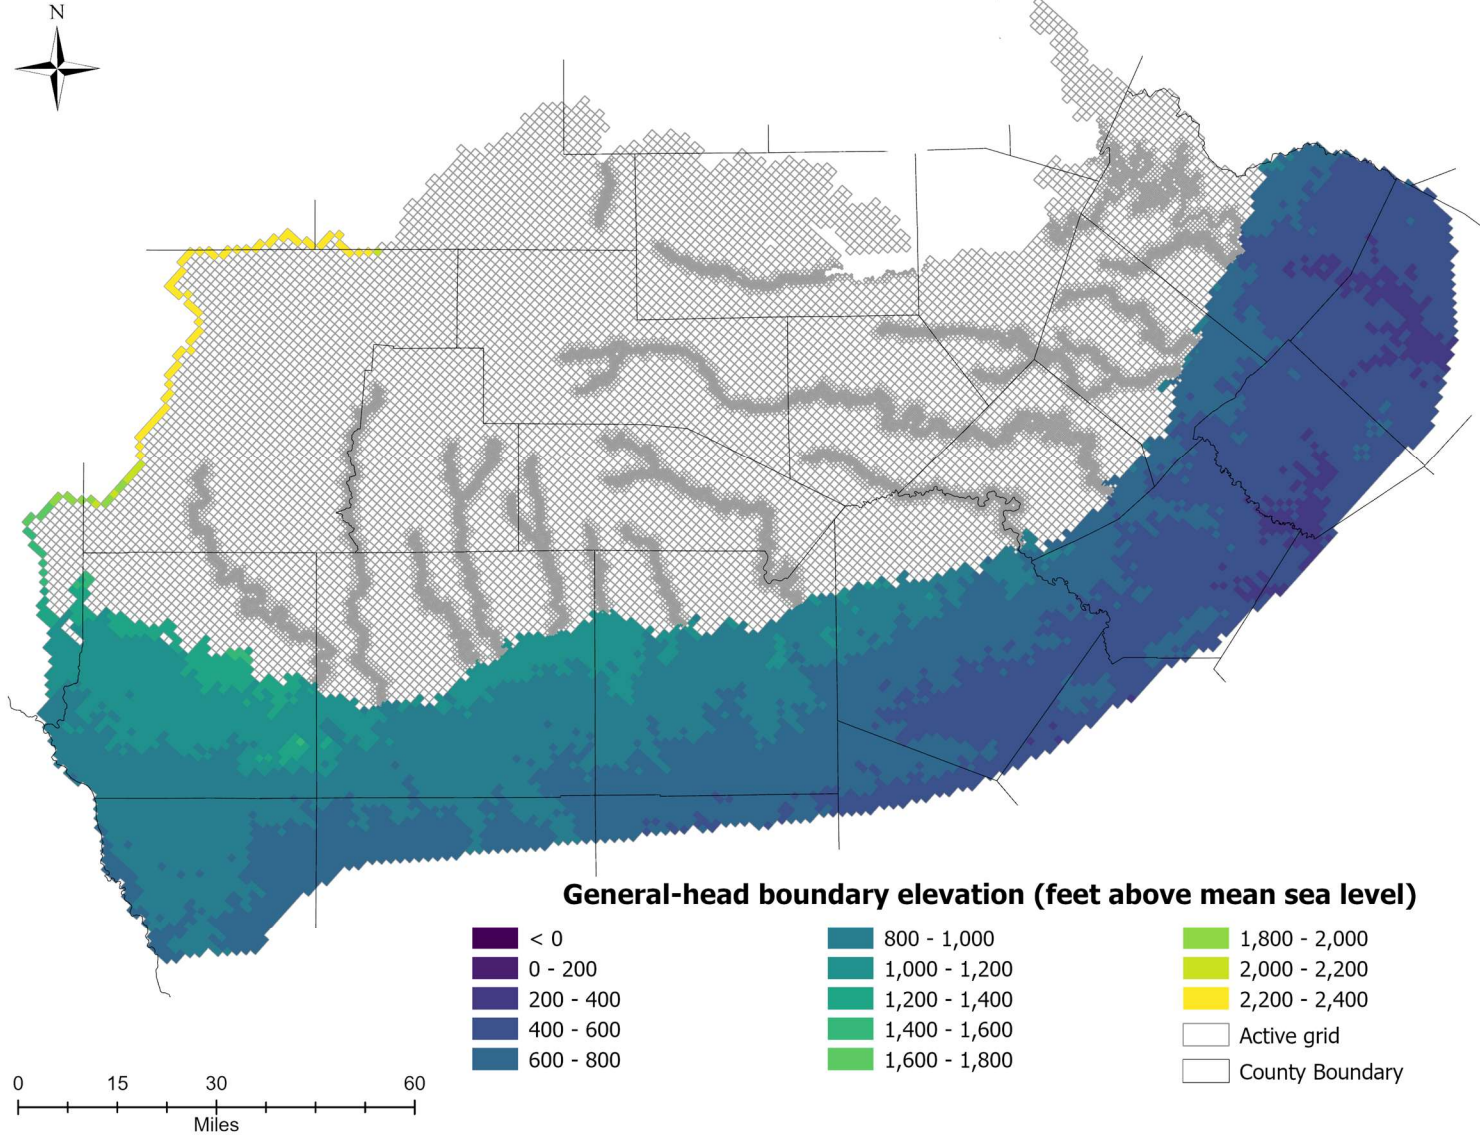 N
General-head boundary elevation (feet above mean sea level)
< 0
0 - 200
200 - 400
400 - 600
600 - 800
800 - 1,000
1,000 - 1,200
1,200 - 1,400
1,400 - 1,600
1,600 - 1,800
1,800 - 2,000
2,000 - 2,200
2,200 - 2,400
Active grid
County Boundary
0 15 30 60
Miles